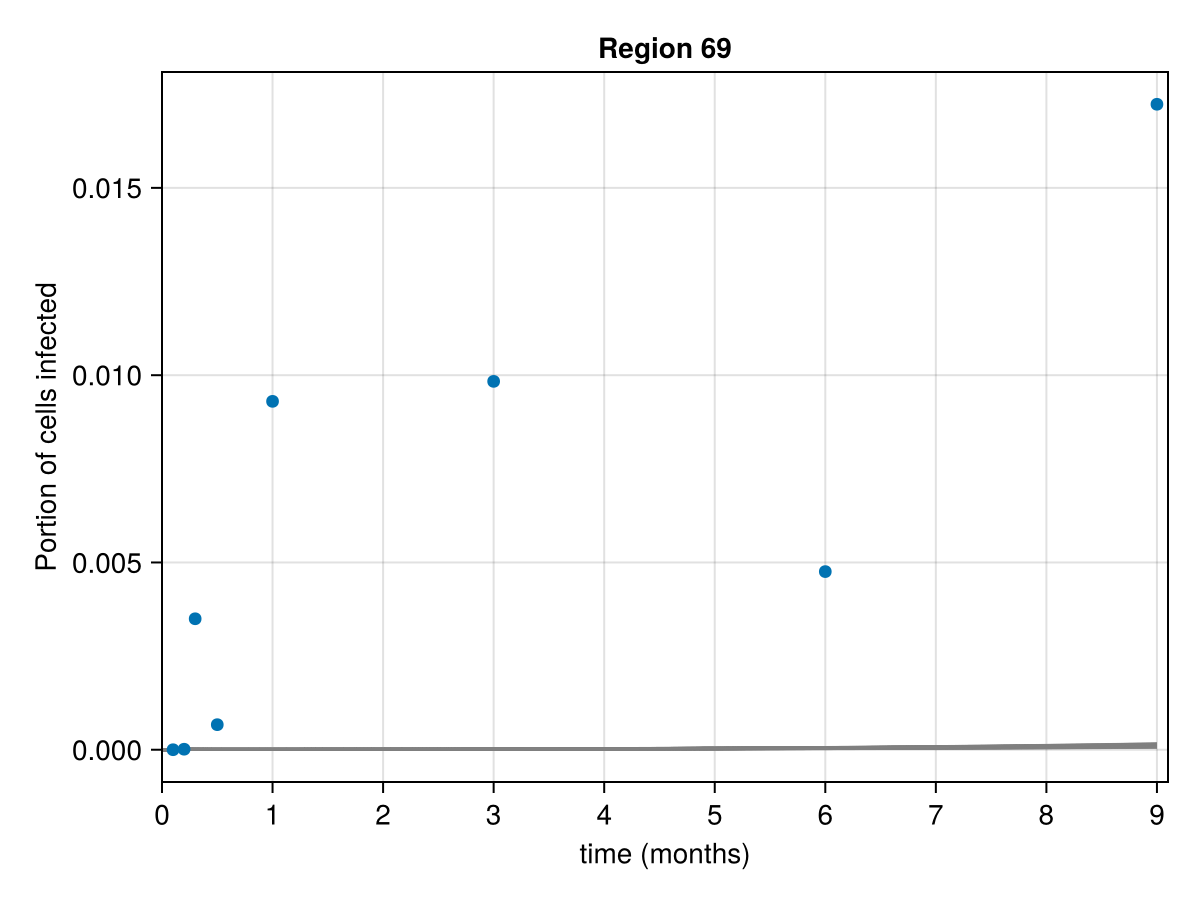 Region 69
Portion of cells infected
0.015
0.010
0.005
0.000
0 1 2 3 4 5 6 7 8 9
time (months)